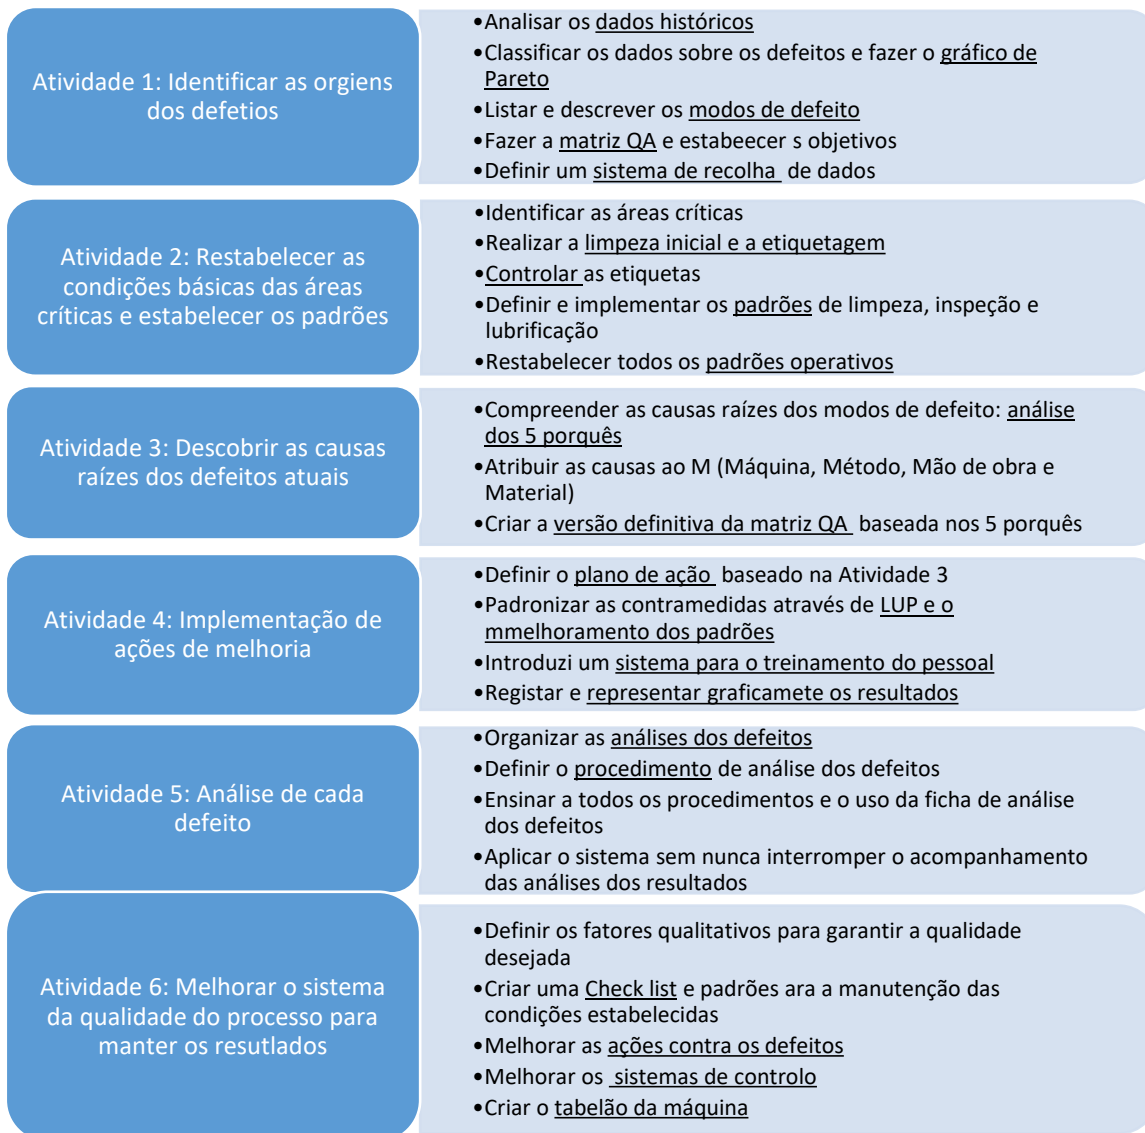 Atividade 1: Identificar as orgiens
dos defetios
•Analisar os dados históricos
•Classificar os dados sobre os defeitos e fazer o gráfico de
Pareto
•Listar e descrever os modos de defeito
•Fazer a matriz QA e estabeecer s objetivos
•Definir um sistema de recolha  de dados
Atividade 2: Restabelecer as
condições básicas das áreas
críticas e estabelecer os padrões
•Identificar as áreas críticas
•Realizar a limpeza inicial e a etiquetagem
•Controlar as etiquetas
•Definir e implementar os padrões de limpeza, inspeção e
lubrificação
•Restabelecer todos os padrões operativos
Atividade 3: Descobrir as causas
raízes dos defeitos atuais
•Compreender as causas raízes dos modos de defeito: análise
dos 5 porquês
•Atribuir as causas ao M (Máquina, Método, Mão de obra e
Material)
•Criar a versão definitiva da matriz QA  baseada nos 5 porquês
Atividade 4: Implementação de
ações de melhoria
•Definir o plano de ação  baseado na Atividade 3
•Padronizar as contramedidas através de LUP e o
mmelhoramento dos padrões
•Introduzi um sistema para o treinamento do pessoal
•Registar e representar graficamete os resultados
Atividade 5: Análise de cada
defeito
•Organizar as análises dos defeitos
•Definir o procedimento de análise dos defeitos
•Ensinar a todos os procedimentos e o uso da ficha de análise
dos defeitos
•Aplicar o sistema sem nunca interromper o acompanhamento
das análises dos resultados
Atividade 6: Melhorar o sistema
da qualidade do processo para
manter os resutlados
•Definir os fatores qualitativos para garantir a qualidade
desejada
•Criar uma Check list e padrões ara a manutenção das
condições estabelecidas
•Melhorar as ações contra os defeitos
•Melhorar os  sistemas de controlo
•Criar o tabelão da máquina